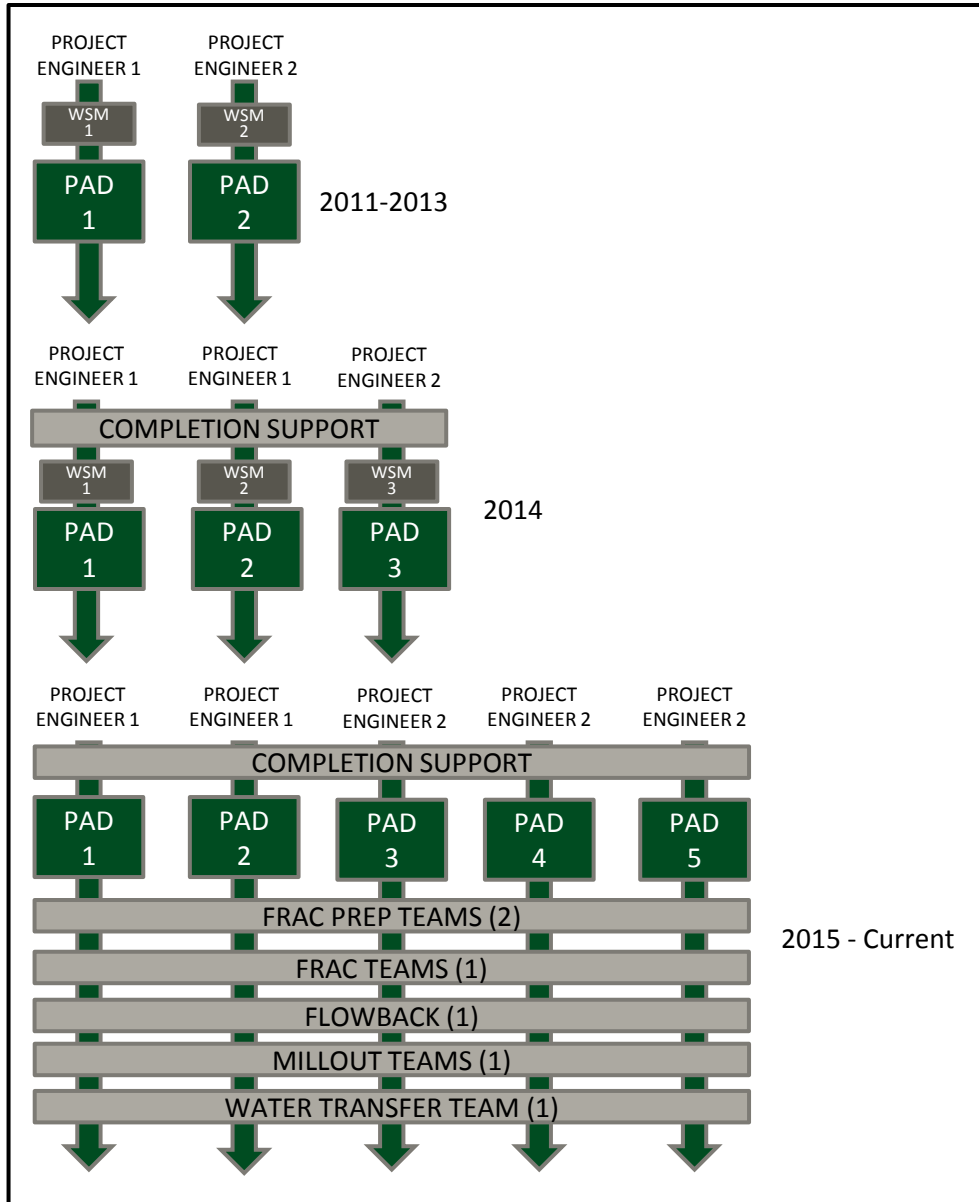 PROJECT
ENGINEER 1
PROJECT
ENGINEER 2
WSM
1
WSM
2
PAD
1
PAD
2
2011-2013
PROJECT
ENGINEER 1
PROJECT
ENGINEER 1
PROJECT
ENGINEER 2
COMPLETION SUPPORT
WSM
1
WSM
2
WSM
3
PAD
1
PAD
2
PAD
3
2014
PROJECT
ENGINEER 1
PROJECT
ENGINEER 1
PROJECT
ENGINEER 2
PROJECT
ENGINEER 2
PROJECT
ENGINEER 2
COMPLETION SUPPORT
PAD
1
PAD
2
PAD
3
PAD
4
PAD
5
FRAC PREP TEAMS (2)
2015 - Current
FRAC TEAMS (1)
FLOWBACK (1)
MILLOUT TEAMS (1)
WATER TRANSFER TEAM (1)